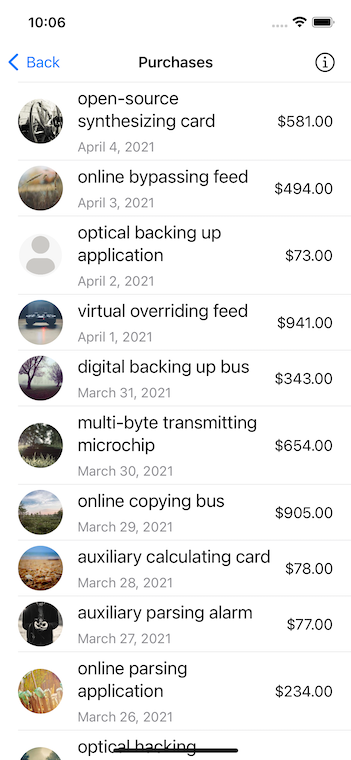 10:06
Back
Purchases
open-source
synthesizing card
$581.00
April 4, 2021
online bypassing feed
$494.00
April 3, 2021
optical backing up
application
$73.00
April 2, 2021
virtual overriding feed
$941.00
April 1, 2021
digital backing up bus
$343.00
March 31, 2021
multi-byte transmitting
microchip
$654.00
March 30, 2021
online copying bus
$905.00
March 29, 2021
auxiliary calculating card
$78.00
March 28, 2021
auxiliary parsing alarm
$77.00
March 27, 2021
online parsing
application
$234.00
March 26, 2021
optical hacking